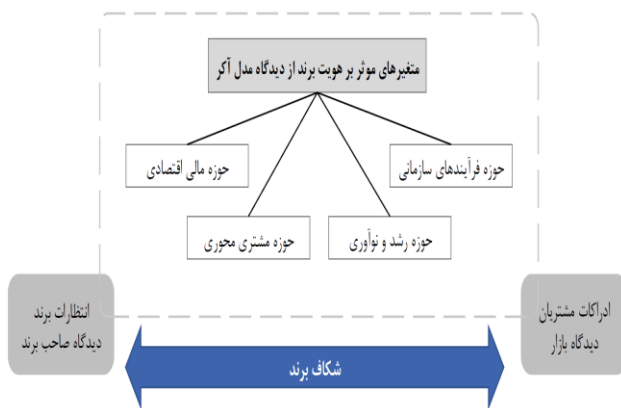 متغیرهای موثر بر هویت برند از دیدگاه مدل آکر
حوزه فرآیندهای سازمانی
حوزه مالی اقتصادی
حوزه رشد و نوآوری
حوزه مشتری محوری
ادراکات مشتریان
دیدگاه بازار
انتظارات برند
دیدگاه صاحب برند
شکاف برند